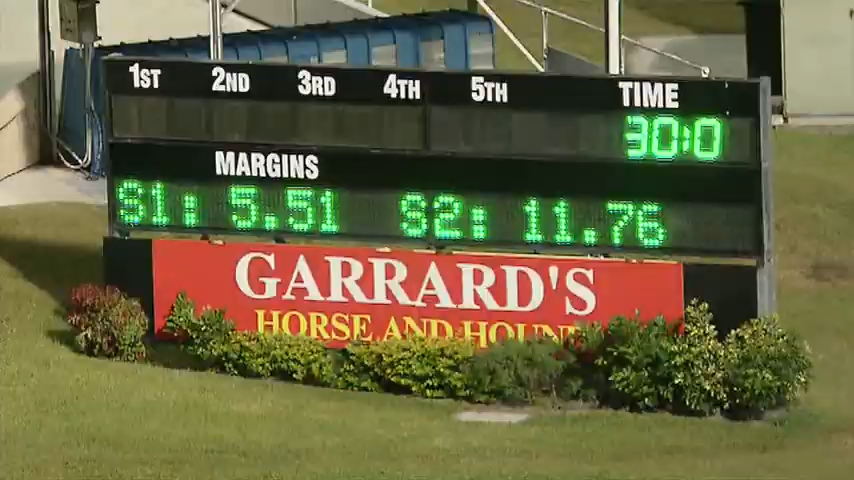 1ST 2ND 3RD 4TH 5TH TIME
30:0
MARGINS
S1: 5.51 S2: 11.76
GARRARD'S
HORSE AND HOUND